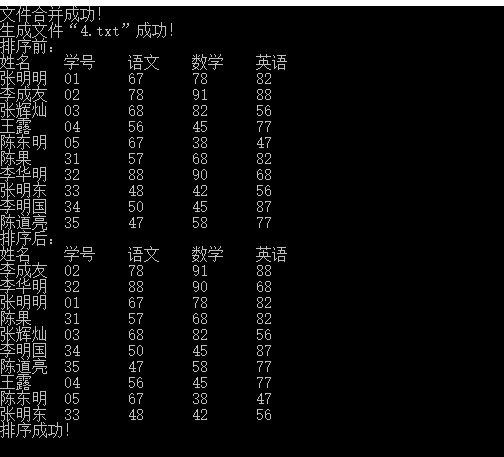 文件合并成功!
生成文件“4.txt”成功!
排序前:
姓名 学号 语文 数学 英语
张明明 01 67 78 82
李成友 02 78 91 88
张辉灿 03 68 82 56
王露 04 56 45 77
陈东明 05 67 38 47
陈果 31 57 68 82
李华明 32 88 90 68
张明东 33 48 42 56
李明国 34 50 45 87
陈道亮 35 47 58 77
排序后:
姓名 学号 语文 数学 英语
李成友 02 78 91 88
李华明 32 88 90 68
张明明 01 67 78 82
陈果 31 57 68 82
张辉灿 03 68 82 56
李明国 34 50 45 87
陈道亮 35 47 58 77
王露 04 56 45 77
陈东明 05 67 38 47
张明东 33 48 42 56
排序成功!